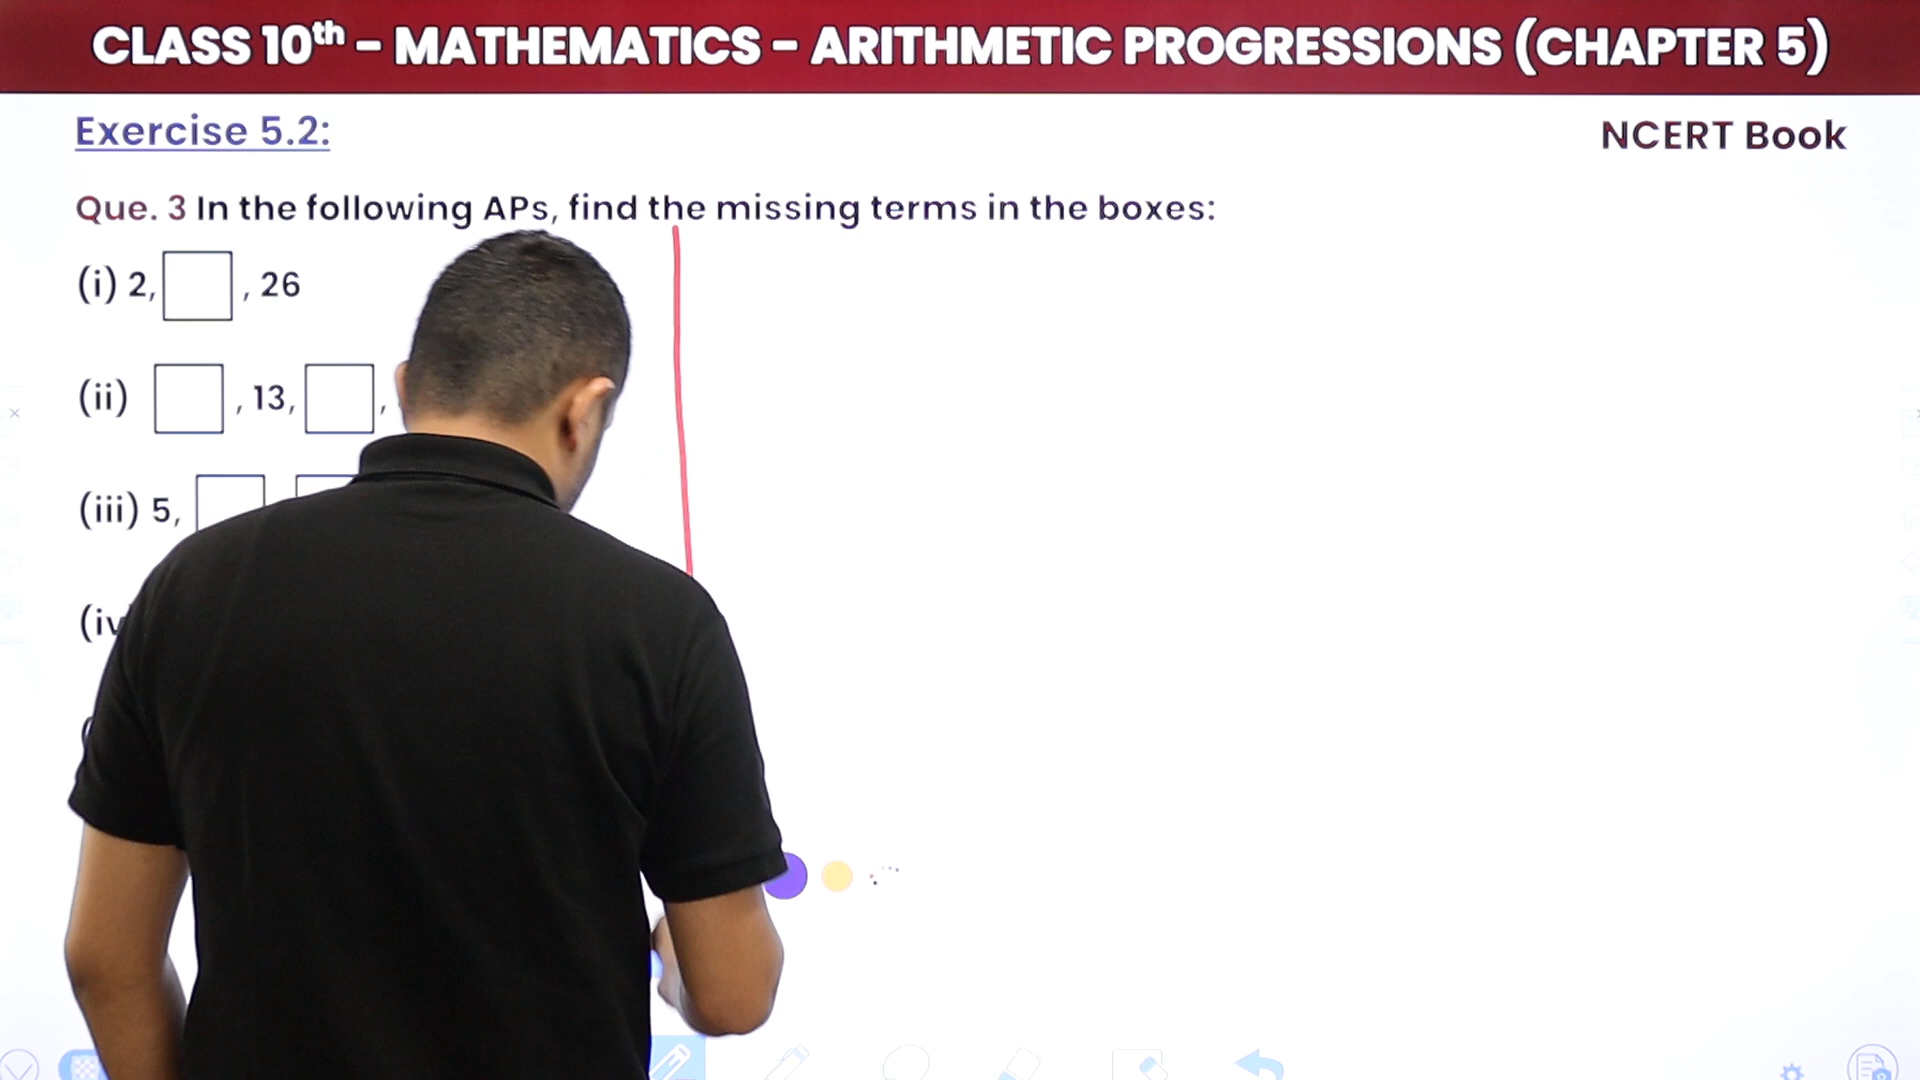 CLASS 10th – MATHEMATICS – ARITHMETIC PROGRESSIONS (CHAPTER 5)
Exercise 5.2:
NCERT Book
Que. 3 In the following APs, find the missing terms in the boxes:
(i) 2, , 26
(ii) , 13, ,
(iii) 5,
(iv